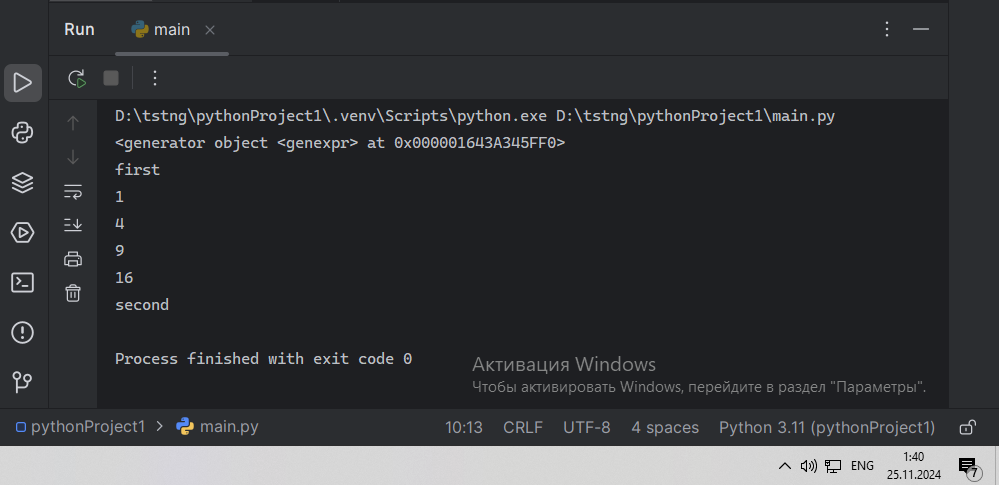 Run main
D:\tstng\pythonProject1\.venv\Scripts\python.exe D:\tstng\pythonProject1\main.py
<generator object <genexpr> at 0x000001643A345FF0>
first
1
4
9
16
second
Process finished with exit code 0
Активация Windows
Чтобы активировать Windows, перейдите в раздел "Параметры".
pythonProject1 > main.py 10:13 CRLF UTF-8 4 spaces Python 3.11 (pythonProject1)
ENG 1:40
25.11.2024 7